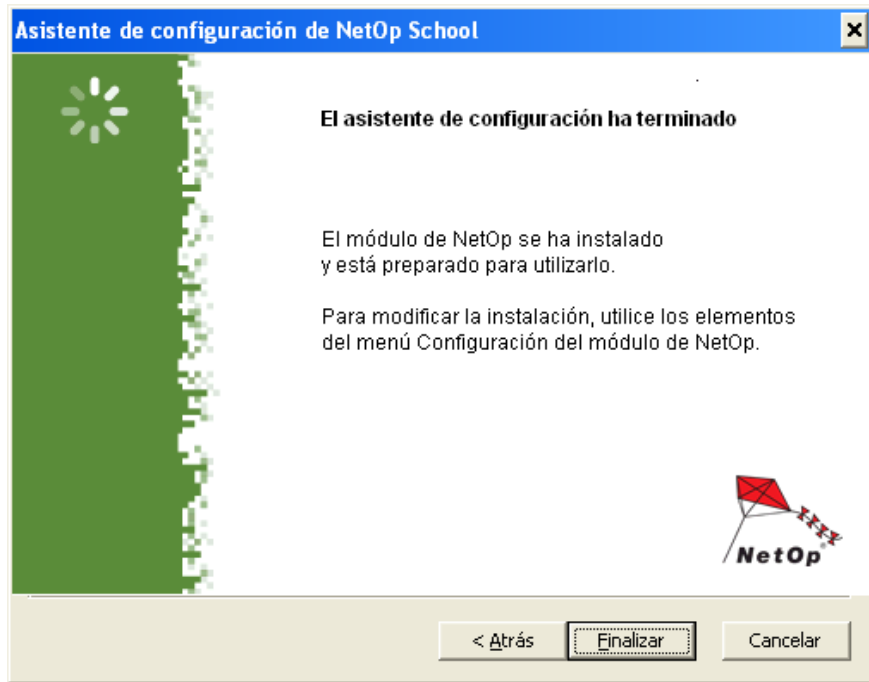 Asistente de configuración de NetOp School
El asistente de configuración ha terminado
El módulo de NetOp se ha instalado
y está preparado para utilizarlo.
Para modificar la instalación, utilice los elementos
del menú Configuración del módulo de NetOp.
NetOp®
< Atrás Finalizar Cancelar